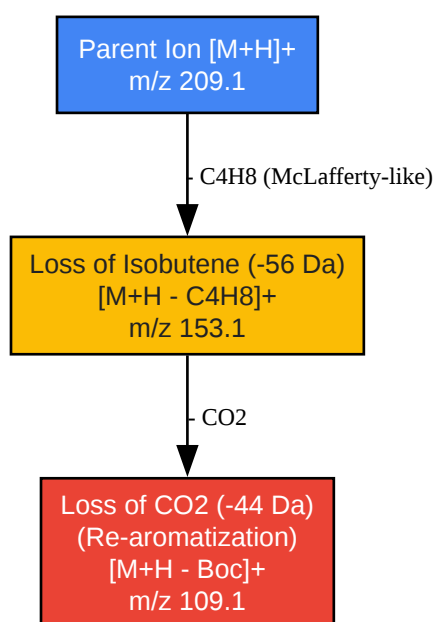 Parent Ion [M+H]+
m/z 209.1
- C4H8 (McLafferty-like)
Loss of Isobutene (-56 Da)
[M+H - C4H8]+
m/z 153.1
- CO2
Loss of CO2 (-44 Da)
(Re-aromatization)
[M+H - Boc]+
m/z 109.1